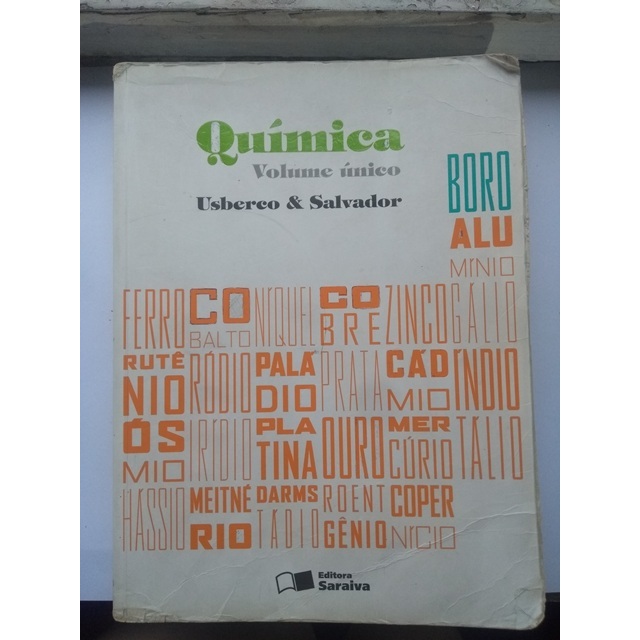 Química
Volume único
Usberco & Salvador
BORO
ALU
MÍNIO
FERRO CO NÍQUEL CO ZINCO GÁLIO
BALTO BRE
RUTÊ RÓDIO PALÁ PRATA CÁD ÍNDIO
NIO DIO MIO
ÓS IRÍDIO PLA OURO MER TÁLIO
MIO TINA CÚRIO
HÁSSIO MEITNÉ DARMS ROENT COPER
RIO TÁDIO GÊNIO NÍCIO
Editora
Saraiva